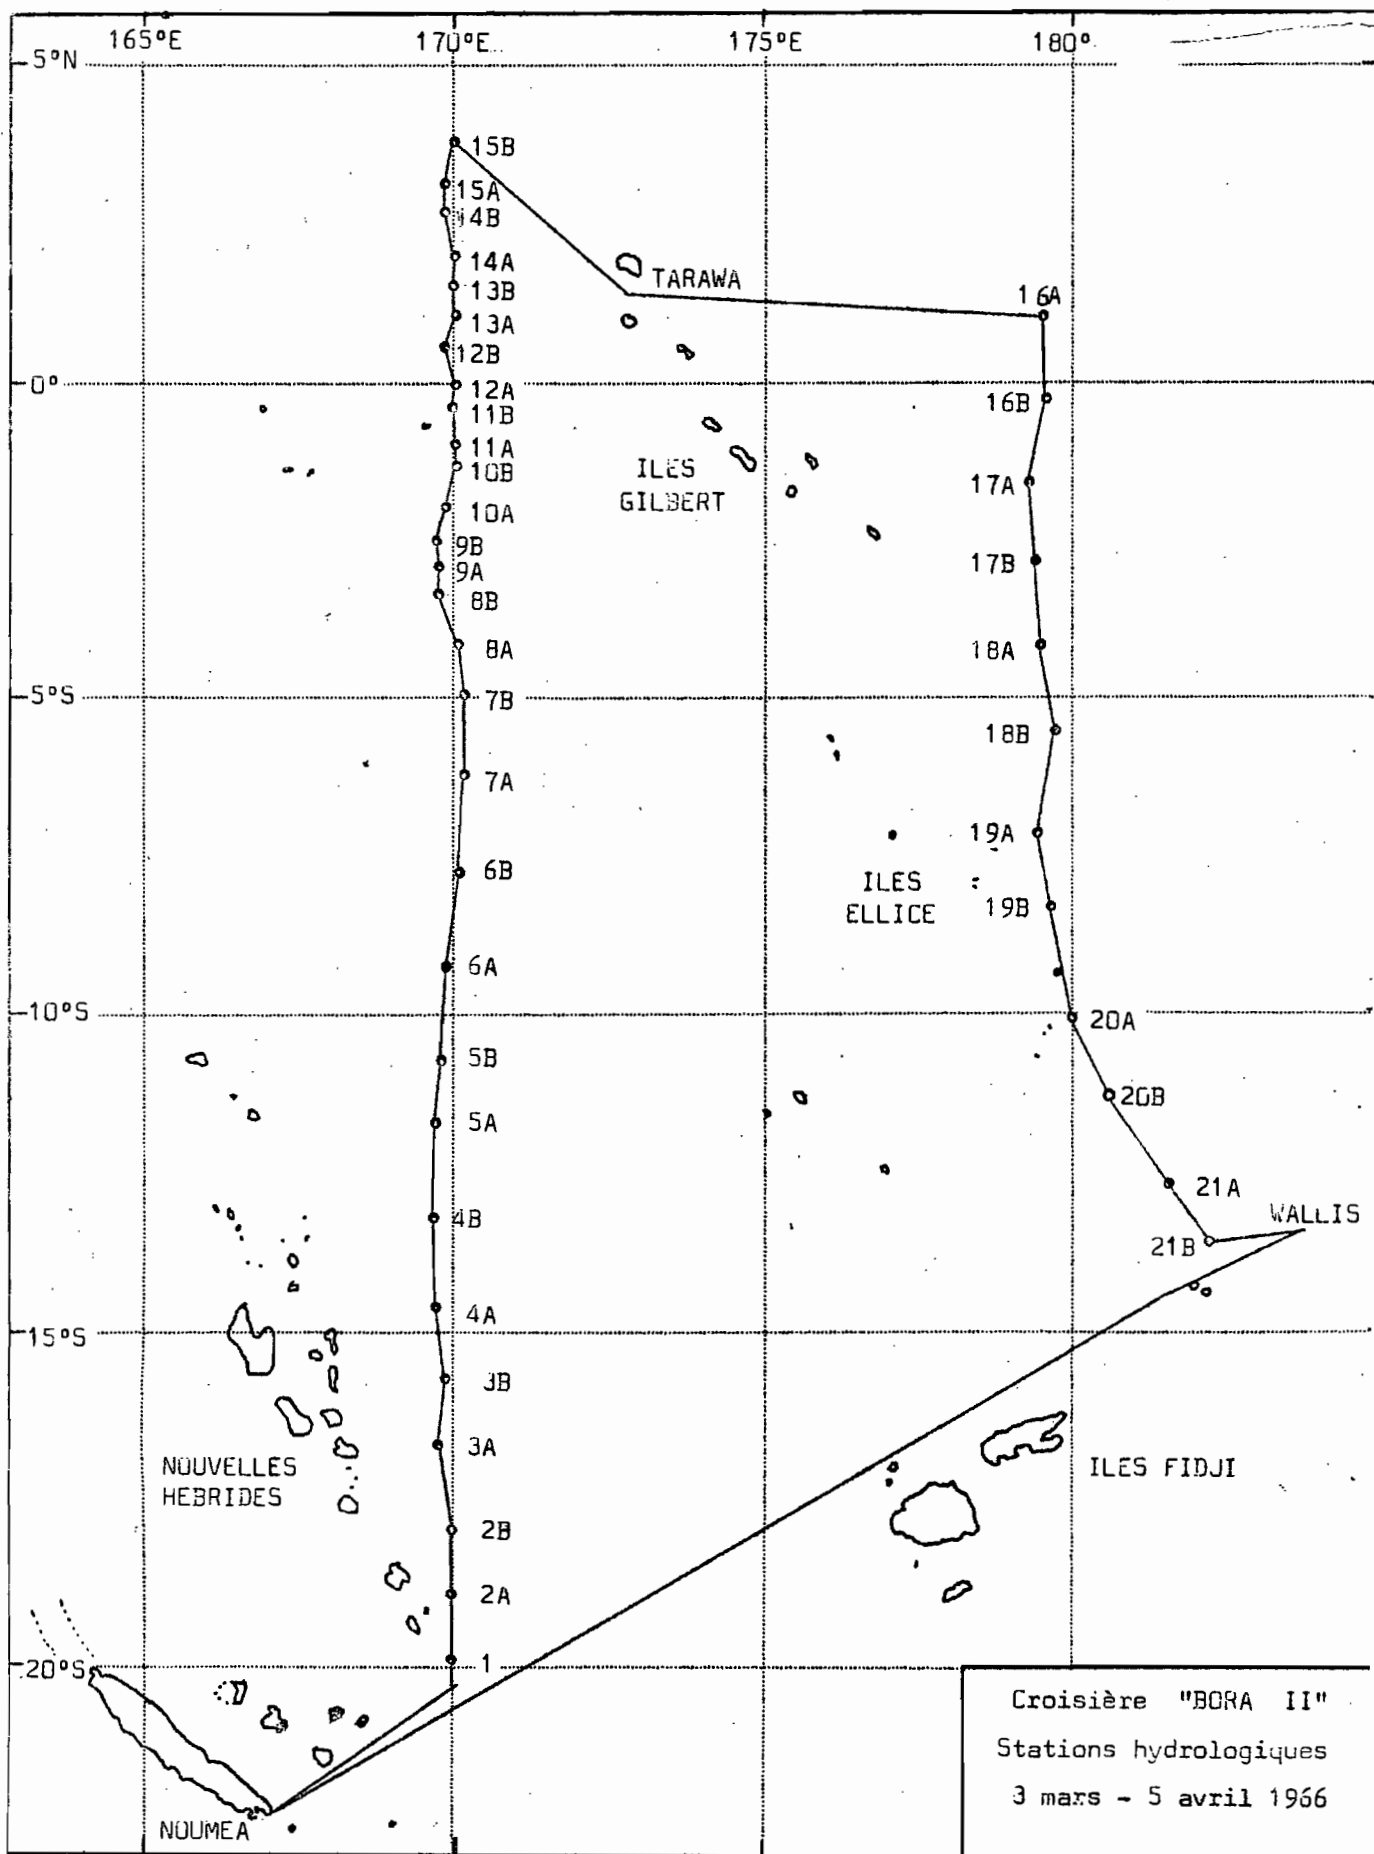 165°E 170°E 175°E 180°
5°N
15B
15A
14B
14A
TARAWA
13B
16A
13A
12B
0°
12A
16B
11B
11A
10B
ILES
GILBERT
17A
10A
9B
17B
9A
8B
8A
18A
5°S
7B
18B
7A
19A
6B
ILES
ELLICE
19B
6A
10°S
20A
5B
20B
5A
21A
4B
WALLIS
21B
4A
15°S
3B
3A
NOUVELLES
HEBRIDES
ILES FIDJI
2B
2A
1
20°S
Croisière "BORA II"
Stations hydrologiques
3 mars - 5 avril 1966
NOUMEA